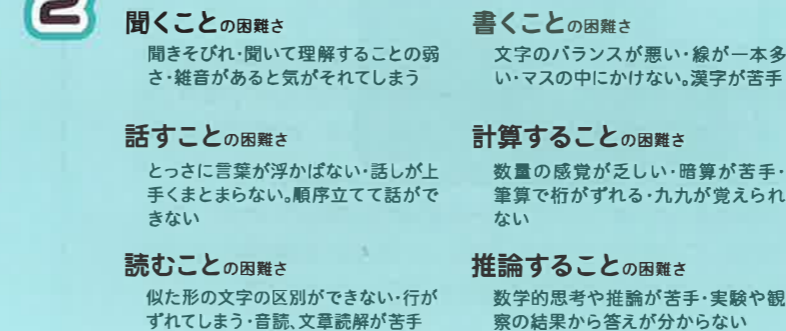 2
聞くことの困難さ
聞きそびれ・聞いて理解することの弱
さ・雑音があると気がそれてしまう
話すことの困難さ
とっさに言葉が浮かばない・話しが上
手くまとまらない。順序立てて話がで
きない
読むことの困難さ
似た形の文字の区別ができない・行が
ずれてしまう・音読、文章読解が苦手
書くことの困難さ
文字のバランスが悪い・線が一本多
い・マスの中にかけない。漢字が苦手
計算することの困難さ
数量の感覚が乏しい・暗算が苦手・
筆算で桁がずれる・九九が覚えられ
ない
推論することの困難さ
数学的思考や推論が苦手・実験や観
察の結果から答えが分からない